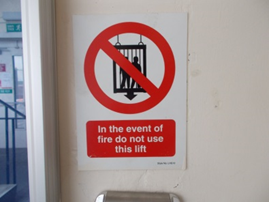 In the event of
fire do not use
this lift